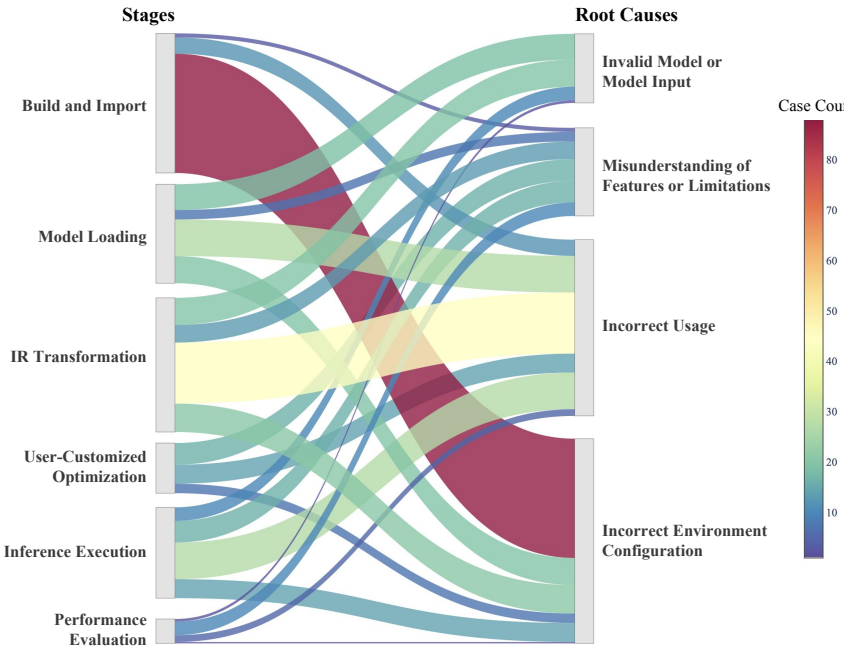 Stages
Root Causes
Build and Import
Model Loading
IR Transformation
User-Customized
Optimization
Inference Execution
Performance
Evaluation
Invalid Model or
Model Input
Misunderstanding of
Features or Limitations
Incorrect Usage
Incorrect Environment
Configuration
Case Cou
80
70
60
50
40
30
20
10